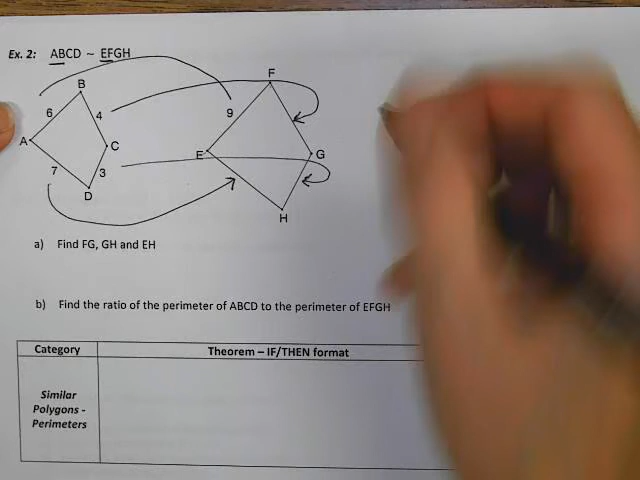 Ex. 2: ABCD ~ EFGH
B
F
6
4
9
A
C
E
G
7
3
D
H
a) Find FG, GH and EH
b) Find the ratio of the perimeter of ABCD to the perimeter of EFGH
Category
Theorem – IF/THEN format
Similar
Polygons -
Perimeters